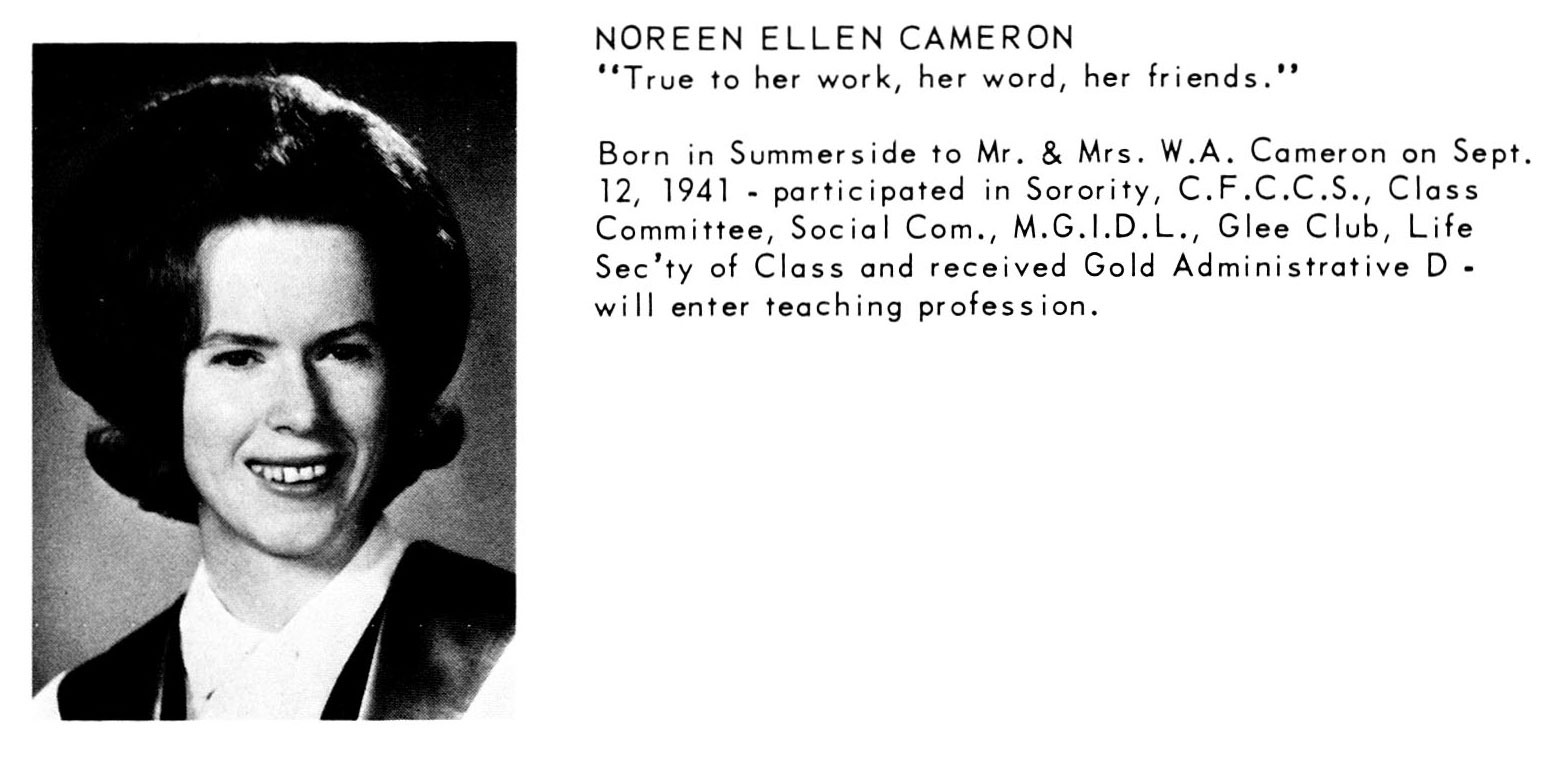 NOREEN ELLEN CAMERON
“True to her work, her word, her friends.”
Born in Summerside to Mr. & Mrs. W.A. Cameron on Sept.
12, 1941 - participated in Sorority, C.F.C.C.S., Class
Committee, Social Com., M.G.I.D.L., Glee Club, Life
Sec'ty of Class and received Gold Administrative D -
will enter teaching profession.